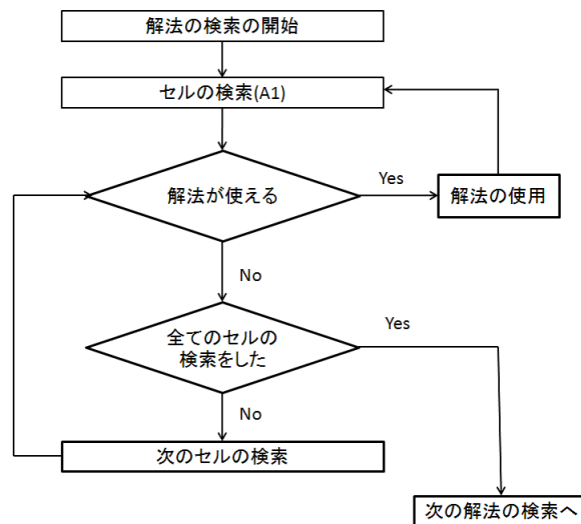 解法の検索の開始
セルの検索(A1)
解法が使える
Yes
解法の使用
No
全てのセルの
検索をした
Yes
No
次のセルの検索
次の解法の検索へ